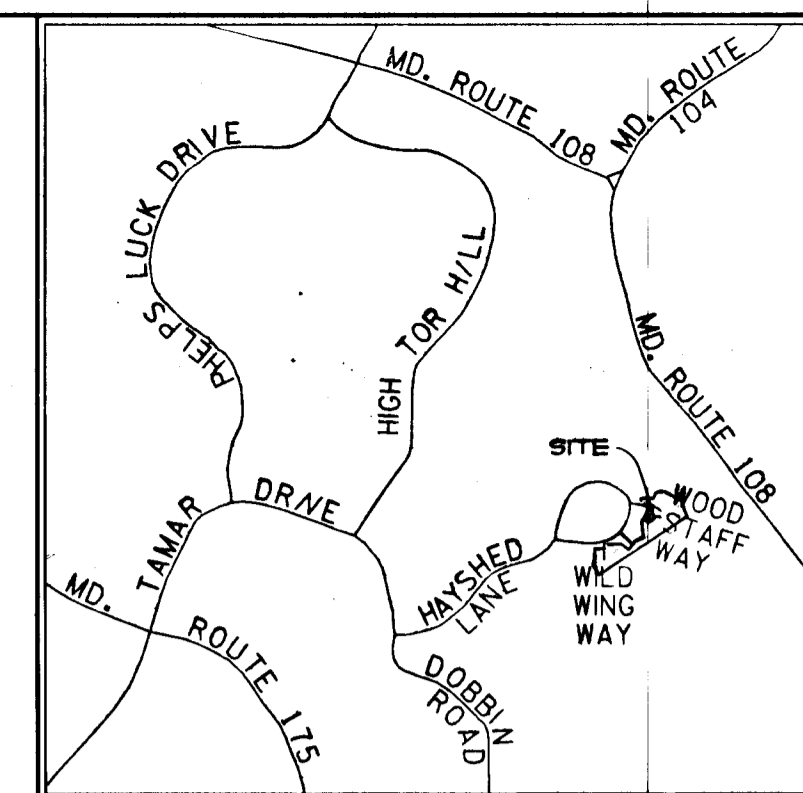 MD. ROUTE 108
MD. ROUTE
104
PHELPS LUCK DRIVE
HIGH TOR HILL
MD. ROUTE 108
SITE
WOOD
STAFF
WAY
TAMAR DRIVE
HAYSHED
LANE
WILD
WING
WAY
MD. ROUTE 175
DOBBIN
ROAD